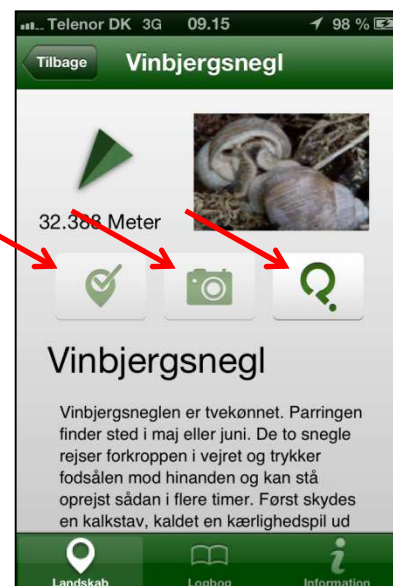 Telenor DK 3G 09.15 98 %
Tilbage Vinbjergsnegl
32.388 Meter
Vinbjergsnegl
Vinbjergsneglen er tvekønnet. Parringen
finder sted i maj eller juni. De to snegle
rejser forkroppen i vejret og trykker
fodsålen mod hinanden og kan stå
oprejst sådan i flere timer. Først skydes
en kalkstav, kaldet en kærlighedspil ud
Landskab Logbog Information